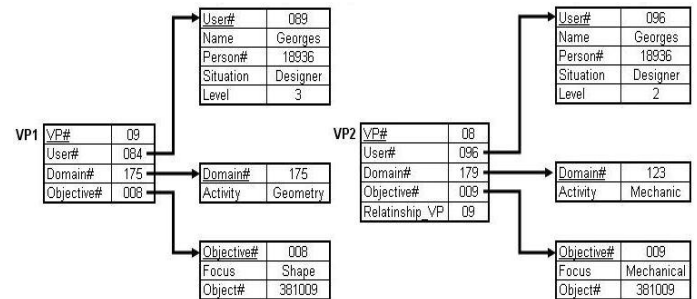 User# 089
Name Georges
Person# 18936
Situation Designer
Level 3
VP1
VP# 09
User# 084
Domain# 175
Objective# 008
Domain# 175
Activity Geometry
Objective# 008
Focus Shape
Object# 381009
User# 096
Name Georges
Person# 18936
Situation Designer
Level 2
VP2
VP# 08
User# 096
Domain# 179
Objective# 009
Relatinship_VP 09
Domain# 123
Activity Mechanic
Objective# 009
Focus Mechanical
Object# 381009